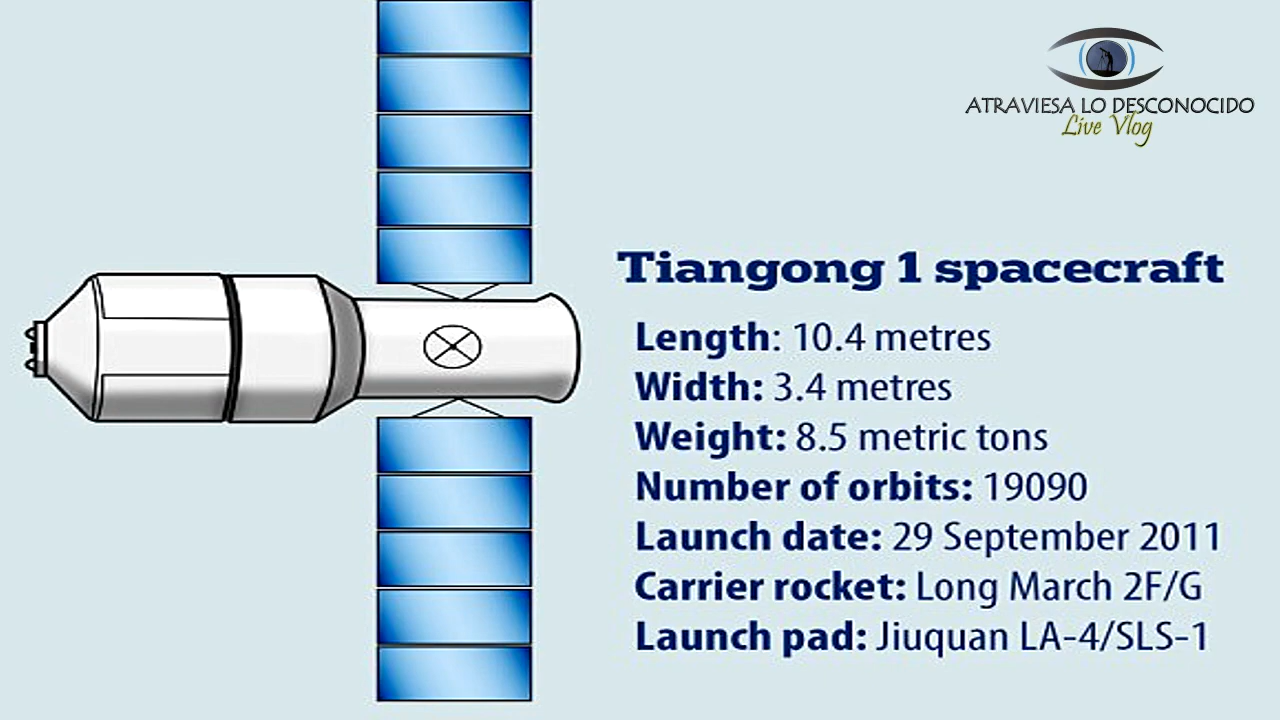 ATRAVIESA LO DESCONOCIDO
Live Vlog
Tiangong 1 spacecraft
Length: 10.4 metres
Width: 3.4 metres
Weight: 8.5 metric tons
Number of orbits: 19090
Launch date: 29 September 2011
Carrier rocket: Long March 2F/G
Launch pad: Jiuquan LA-4/SLS-1